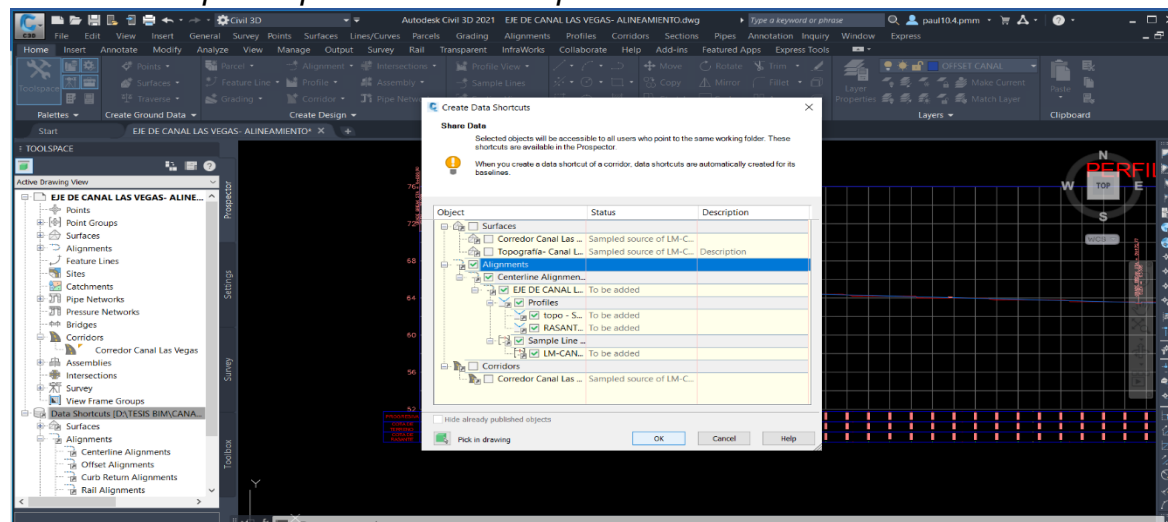 Civil 3D
Autodesk Civil 3D 2021 EJE DE CANAL LAS VEGAS- ALINEAMIENTO.dwg
Type a keyword or phrase
paul10.4.pmm
C3D
File Edit View Insert General Survey Points Surfaces Lines/Curves Parcels Grading Alignments Profiles Corridors Sections Pipes Annotation Inquiry Window Express
Home Insert Annotate Modify Analyze View Manage Output Survey Rail Transparent InfraWorks Collaborate Help Add-ins Featured Apps Express Tools
Points Parcel Alignment Intersections Profile View Move Rotate Trim OFFSET CANAL
Toolspace Surfaces Feature Line Profile Assembly Sample Lines Copy Mirror Fillet Layer Properties Make Current Paste
Traverse Grading Corridor Pipe Netw Match Layer
Palettes Create Ground Data Create Design Layers Clipboard
Start EJE DE CANAL LAS VEGAS- ALINEAMIENTO*
TOOLSPACE
Active Drawing View
EJE DE CANAL LAS VEGAS- ALINE...
Points
Point Groups
Surfaces
Alignments
Feature Lines
Sites
Catchments
Pipe Networks
Pressure Networks
Bridges
Corridors
Corredor Canal Las Vegas
Assemblies
Intersections
Survey
View Frame Groups
Data Shortcuts [D:\TESIS BIM\CANA...
Surfaces
Alignments
Centerline Alignments
Offset Alignments
Curb Return Alignments
Rail Alignments
Prospector
Settings
Survey
Toolbox
Create Data Shortcuts
Share Data
Selected objects will be accessible to all users who point to the same working folder. These
shortcuts are available in the Prospector.
When you create a data shortcut of a corridor, data shortcuts are automatically created for its
baselines.
Object Status Description
Surfaces
Corredor Canal Las ... Sampled source of LM-C...
Topografía- Canal L... Sampled source of LM-C... Description
Alignments
Centerline Alignmen...
EJE DE CANAL L... To be added
Profiles
topo - S... To be added
RASANT... To be added
Sample Line ...
LM-CAN... To be added
Corridors
Corredor Canal Las ... Sampled source of LM-C...
Hide already published objects
Pick in drawing
OK Cancel Help
76
72
68
64
60
56
52
PERFIL
N
W TOP E
S
WCS
Y